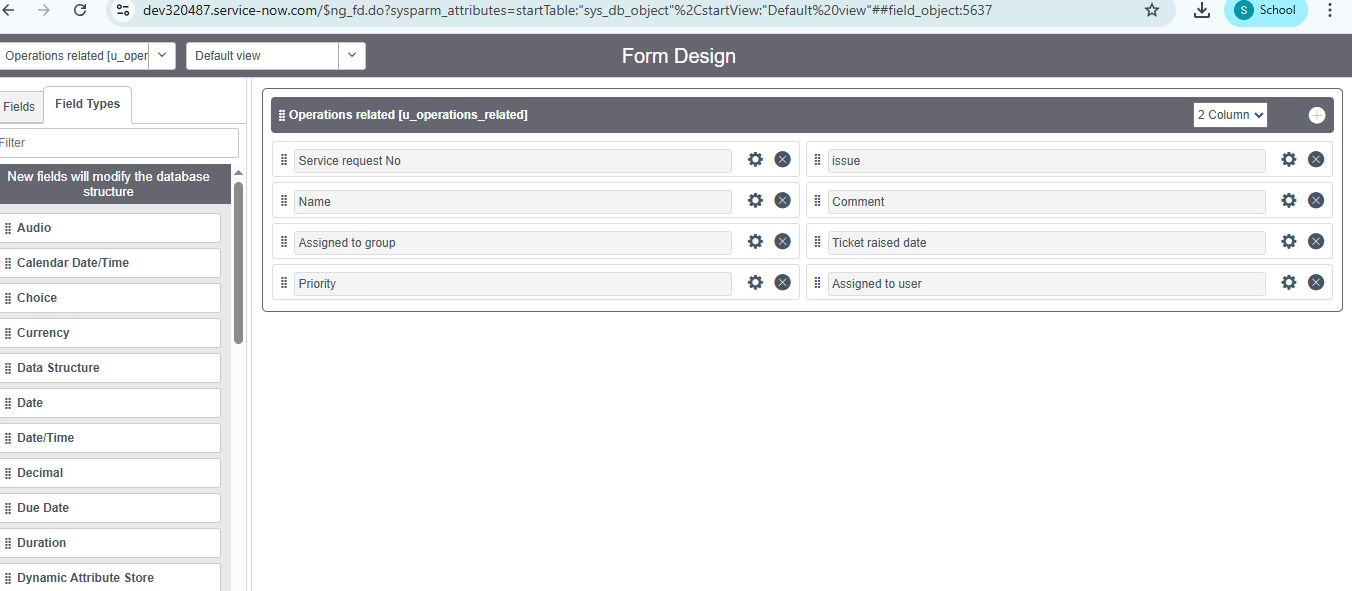 dev320487.service-now.com/$ng_fd.do?sysparm_attributes=startTable:"sys_db_object"%2CstartView:"Default%20view"##field_object:5637
S School
Operations related [u_oper
Default view
Form Design
Fields
Field Types
Filter
New fields will modify the database
structure
Audio
Calendar Date/Time
Choice
Currency
Data Structure
Date
Date/Time
Decimal
Due Date
Duration
Dynamic Attribute Store
Operations related [u_operations_related]
2 Column
Service request No
issue
Name
Comment
Assigned to group
Ticket raised date
Priority
Assigned to user